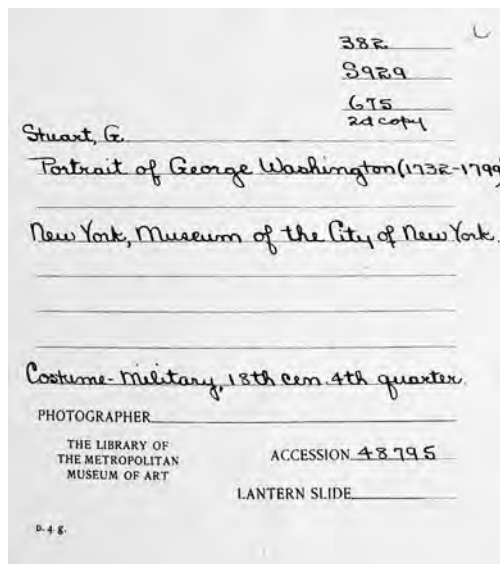 382
S929
675
2d copy
Stuart, G.
Portrait of George Washington (1732-1799)
New York, Museum of the City of New York.
Costume-Military, 18th cen. 4th quarter.
PHOTOGRAPHER
THE LIBRARY OF
THE METROPOLITAN
MUSEUM OF ART
ACCESSION 48795
LANTERN SLIDE
D. 4 g.